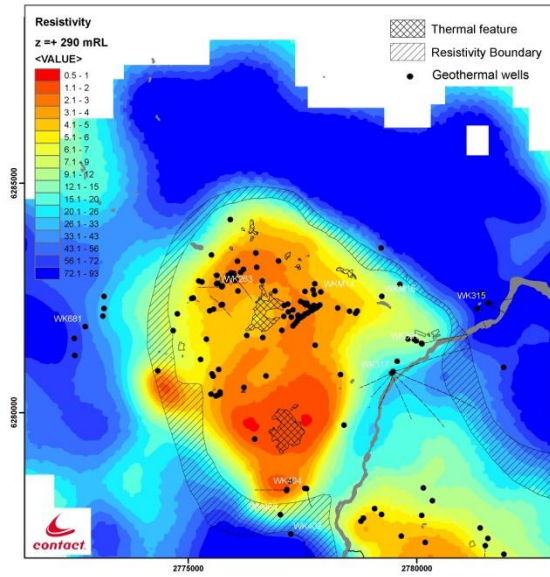 Resistivity
z =+ 290 mRL
<VALUE>
0.5 - 1
1.1 - 2
2.1 - 3
3.1 - 4
4.1 - 5
5.1 - 6
6.1 - 7
7.1 - 9
9.1 - 12
12.1 - 15
15.1 - 20
20.1 - 26
26.1 - 33
33.1 - 43
43.1 - 56
56.1 - 72
72.1 - 93
Thermal feature
Resistivity Boundary
Geothermal wells
6285000
WK263
WKM14
WK315
WK681
WK317
6280000
WK404
contact
2775000
2780000